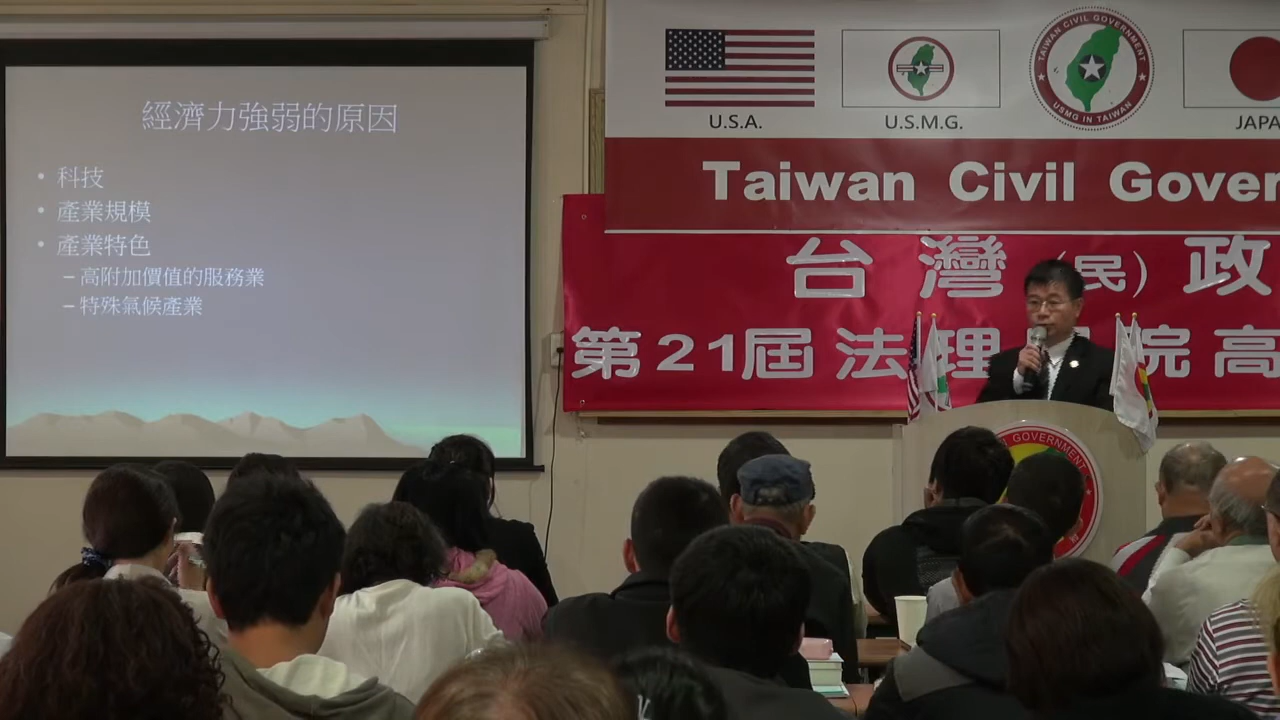 經濟力強弱的原因
• 科技
• 產業規模
• 產業特色
– 高附加價值的服務業
– 特殊氣候產業
U.S.A.
U.S.M.G.
TAIWAN CIVIL GOVERNMENT
USMG IN TAIWAN
JAPA
Taiwan Civil Gover
台灣(民)政
第21屆法理 院高
GOVERNMENT